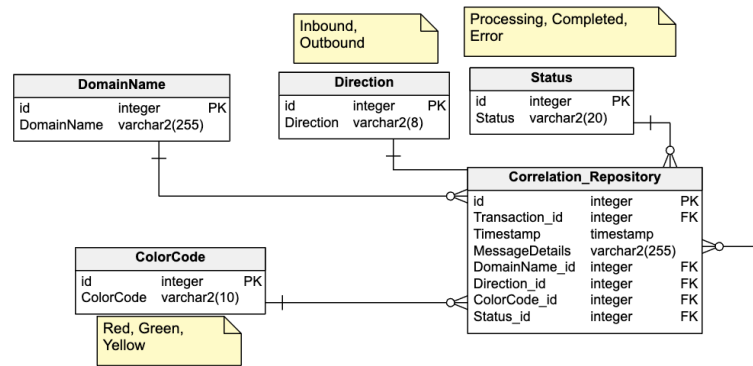 Inbound,
Outbound
Processing, Completed,
Error
DomainName
id integer PK
DomainName varchar2(255)
Direction
id integer PK
Direction varchar2(8)
Status
id integer PK
Status varchar2(20)
Correlation_Repository
id integer PK
Transaction_id integer FK
Timestamp timestamp
MessageDetails varchar2(255)
DomainName_id integer FK
Direction_id integer FK
ColorCode_id integer FK
Status_id integer FK
ColorCode
id integer PK
ColorCode varchar2(10)
Red, Green,
Yellow